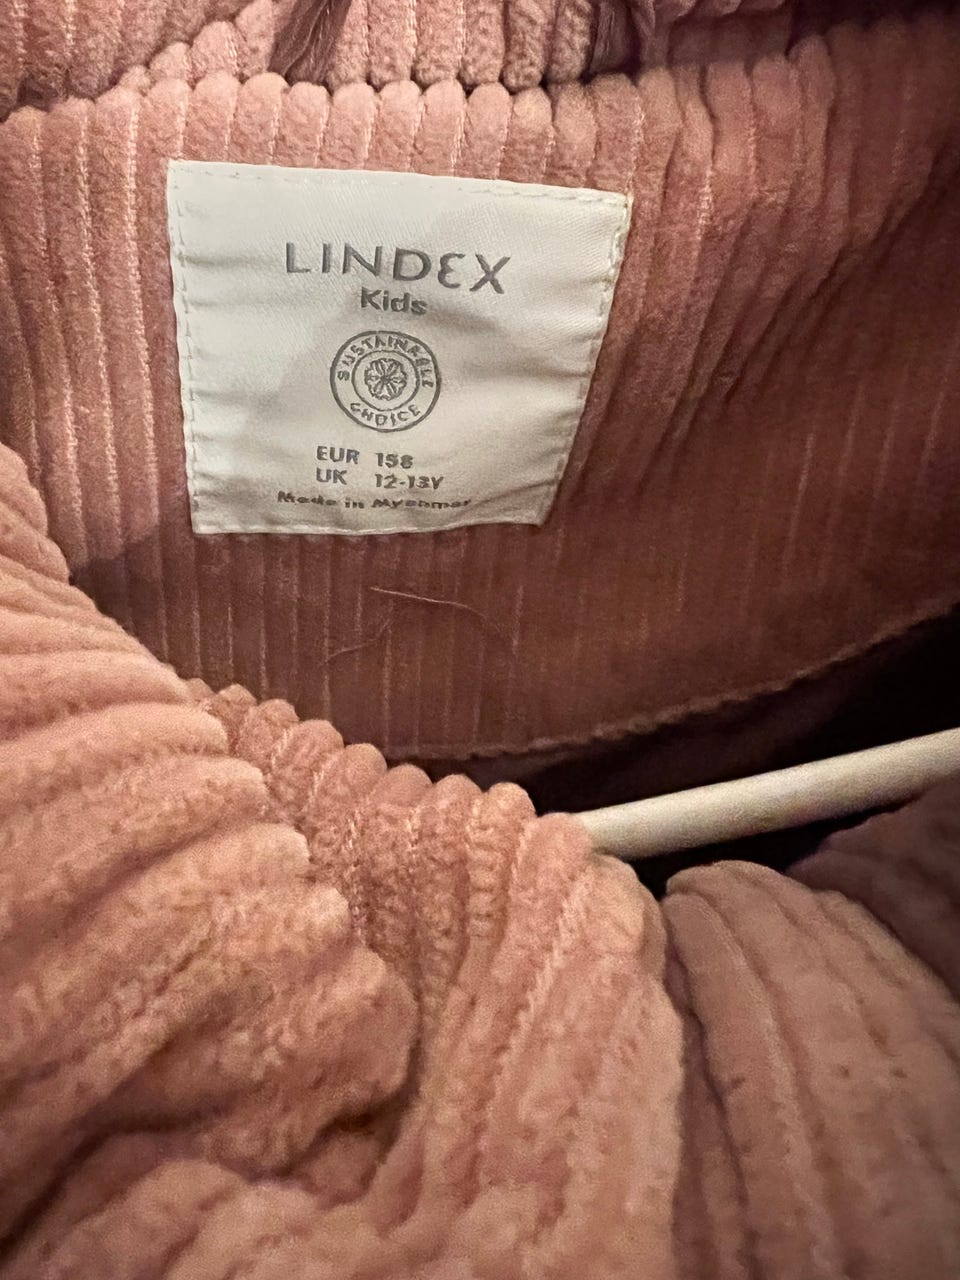 LINDEX
Kids
SUSTAINABLE
CHOICE
EUR 158
UK 12-13Y
Made in Myanmar